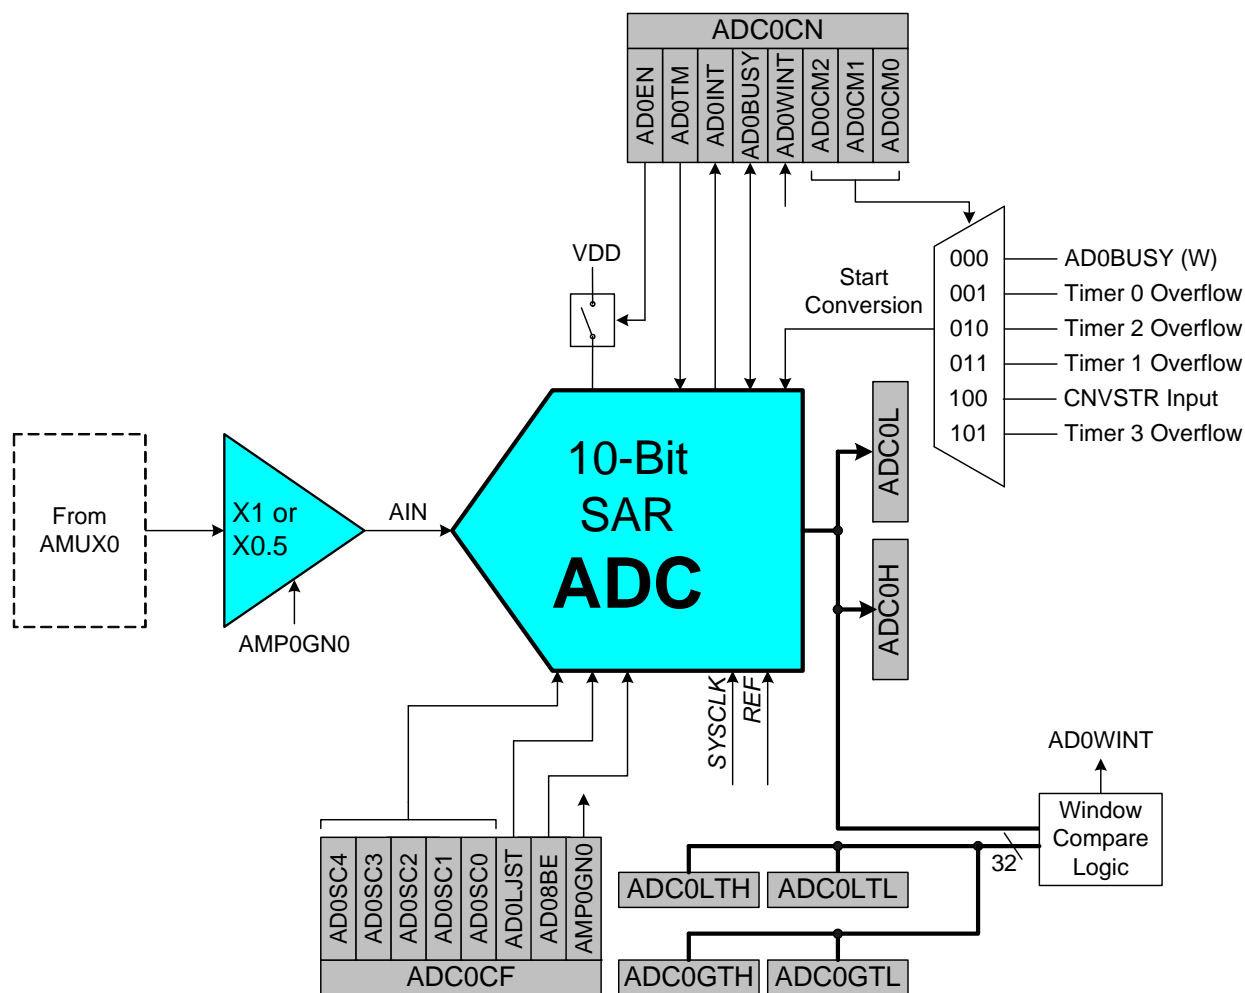 ADC0CN
AD0EN
AD0TM
AD0INT
AD0BUSY
AD0WINT
AD0CM2
AD0CM1
AD0CM0
VDD
Start
Conversion
000
AD0BUSY (W)
001
Timer 0 Overflow
010
Timer 2 Overflow
011
Timer 1 Overflow
100
CNVSTR Input
101
Timer 3 Overflow
From
AMUX0
X1 or
X0.5
AMP0GN0
AIN
10-Bit
SAR
ADC
ADC0L
ADC0H
SYSCLK
REF
AD0WINT
Window
Compare
Logic
32
AD0SC4
AD0SC3
AD0SC2
AD0SC1
AD0SC0
AD0LJST
AD08BE
AMP0GN0
ADC0CF
ADC0LTH
ADC0LTL
ADC0GTH
ADC0GTL